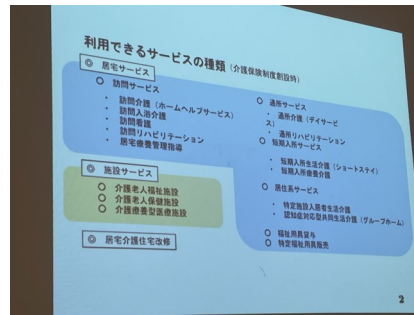 利用できるサービスの種類（介護保険制度創設時）
◎ 居宅サービス
○ 訪問サービス
・ 訪問介護（ホームヘルプサービス）
・ 訪問入浴介護
・ 訪問看護
・ 訪問リハビリテーション
・ 居宅療養管理指導
○ 通所サービス
・ 通所介護（デイサービ
ス）
・ 通所リハビリテーション
○ 短期入所サービス
・ 短期入所生活介護（ショートステイ）
・ 短期入所療養介護
○ 居住系サービス
・ 特定施設入居者生活介護
・ 認知症対応型共同生活介護（グループホーム）
○ 福祉用具貸与
○ 特定福祉用具販売
◎ 施設サービス
○ 介護老人福祉施設
○ 介護老人保健施設
○ 介護療養型医療施設
◎ 居宅介護住宅改修
2